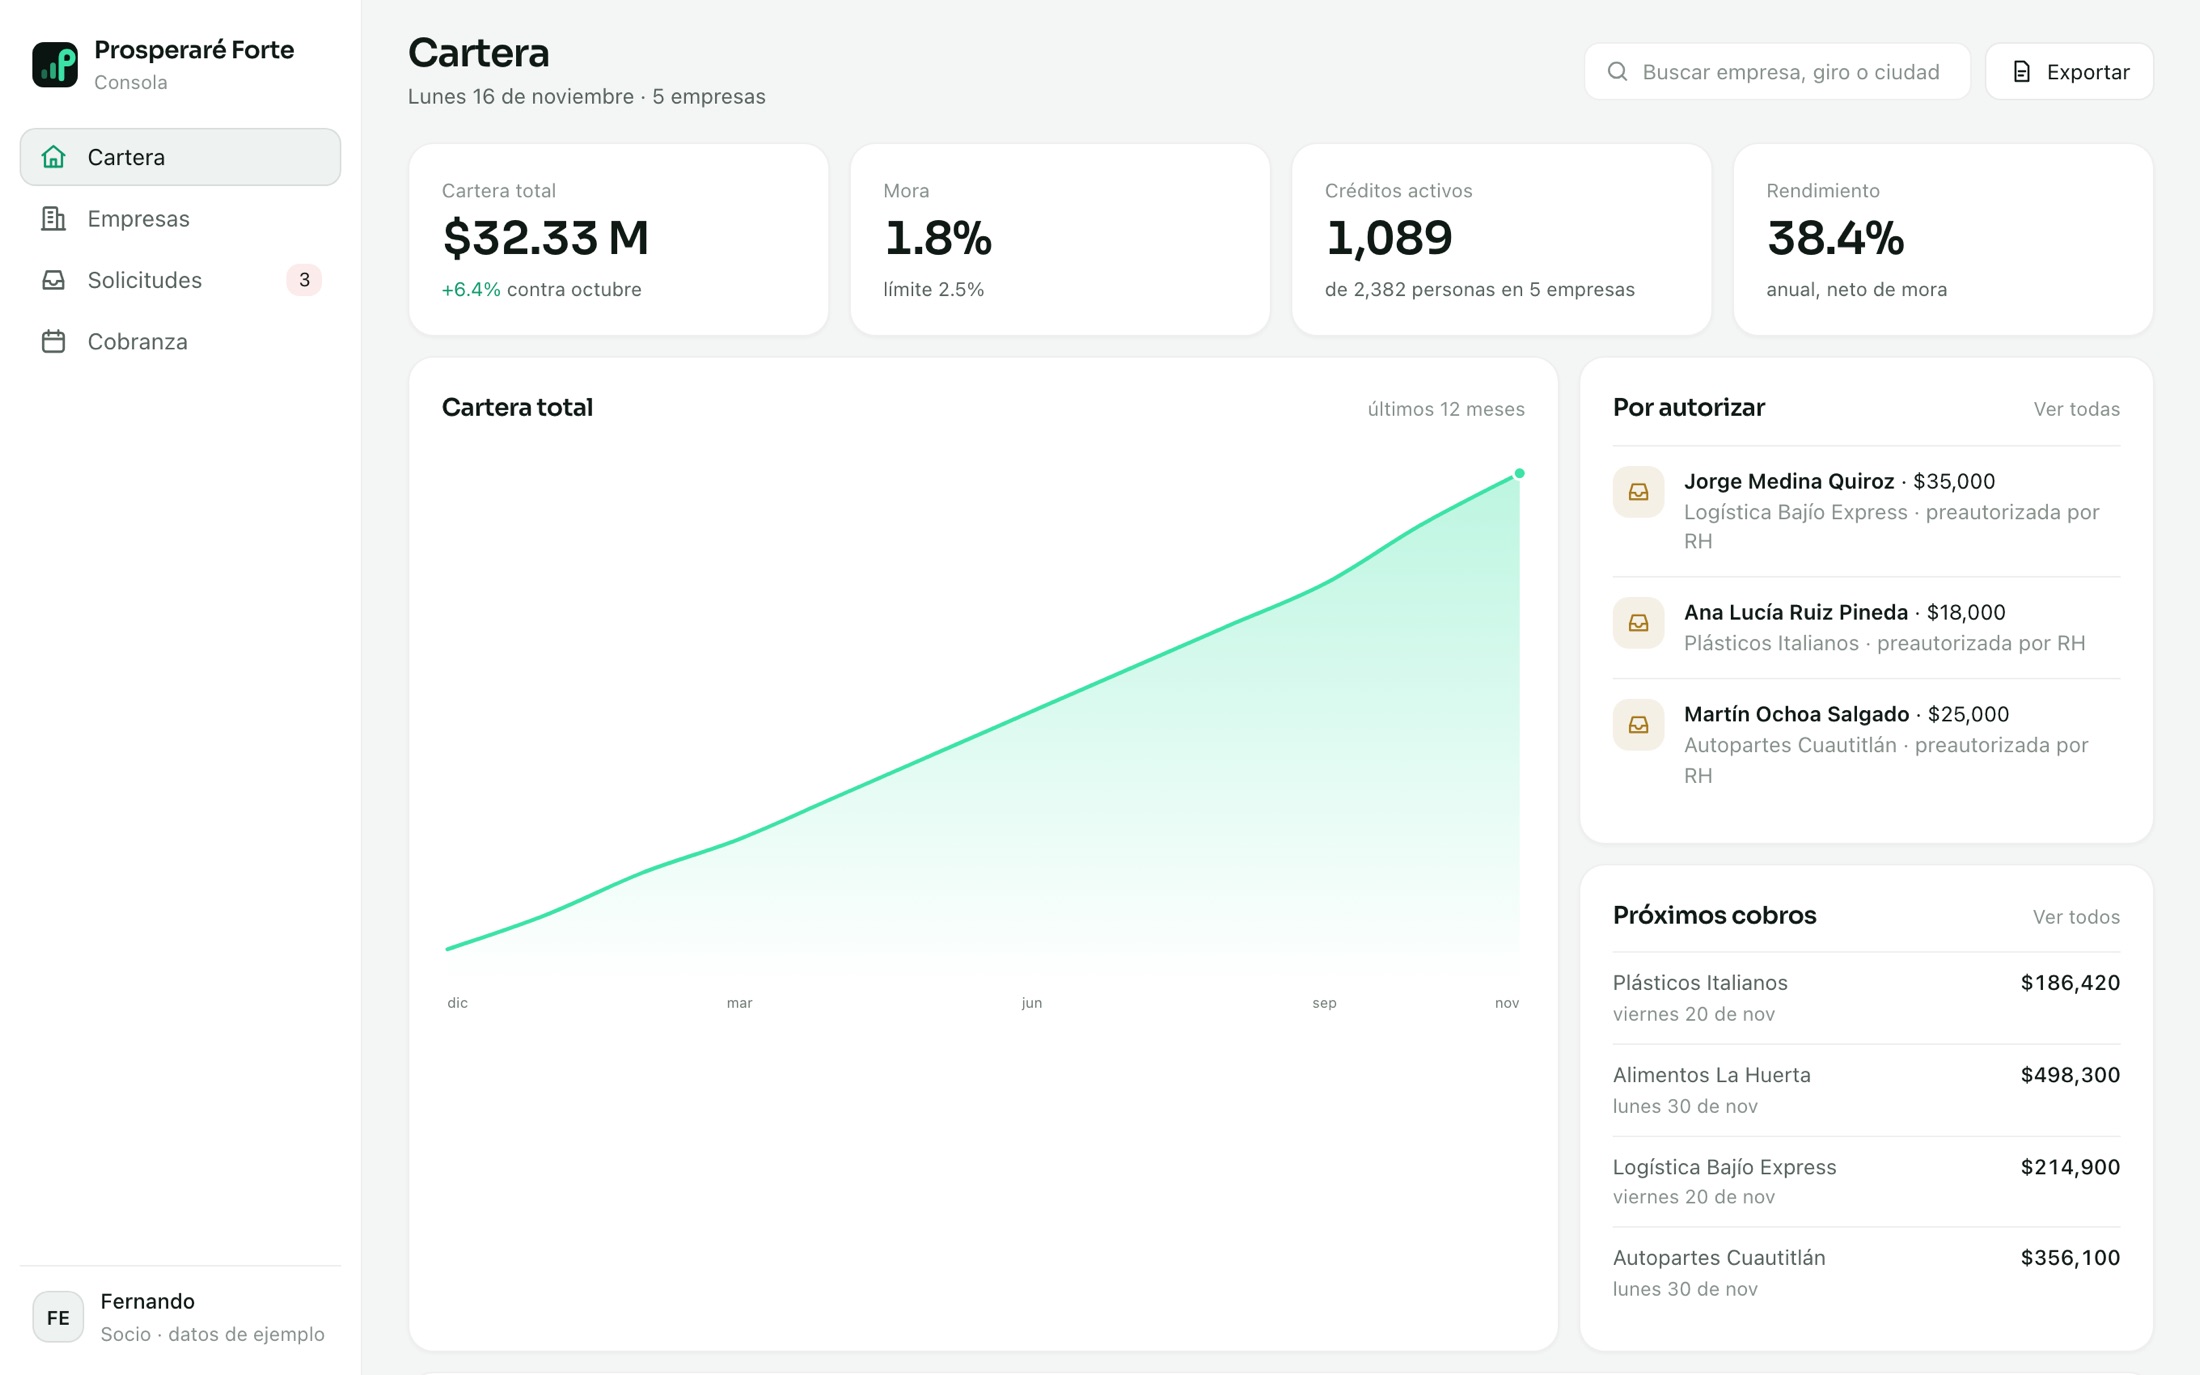 Prosperaré Forte
Consola
Cartera
Empresas
Solicitudes
3
Cobranza
FE
Fernando
Socio · datos de ejemplo
Cartera
Lunes 16 de noviembre · 5 empresas
Buscar empresa, giro o ciudad
Exportar
Cartera total
$32.33 M
+6.4% contra octubre
Mora
1.8%
límite 2.5%
Créditos activos
1,089
de 2,382 personas en 5 empresas
Rendimiento
38.4%
anual, neto de mora
Cartera total
últimos 12 meses
dic
mar
jun
sep
nov
Por autorizar
Ver todas
Jorge Medina Quiroz · $35,000
Logística Bajío Express · preautorizada por
RH
Ana Lucía Ruiz Pineda · $18,000
Plásticos Italianos · preautorizada por RH
Martín Ochoa Salgado · $25,000
Autopartes Cuautitlán · preautorizada por
RH
Próximos cobros
Ver todos
Plásticos Italianos
$186,420
viernes 20 de nov
Alimentos La Huerta
$498,300
lunes 30 de nov
Logística Bajío Express
$214,900
viernes 20 de nov
Autopartes Cuautitlán
$356,100
lunes 30 de nov